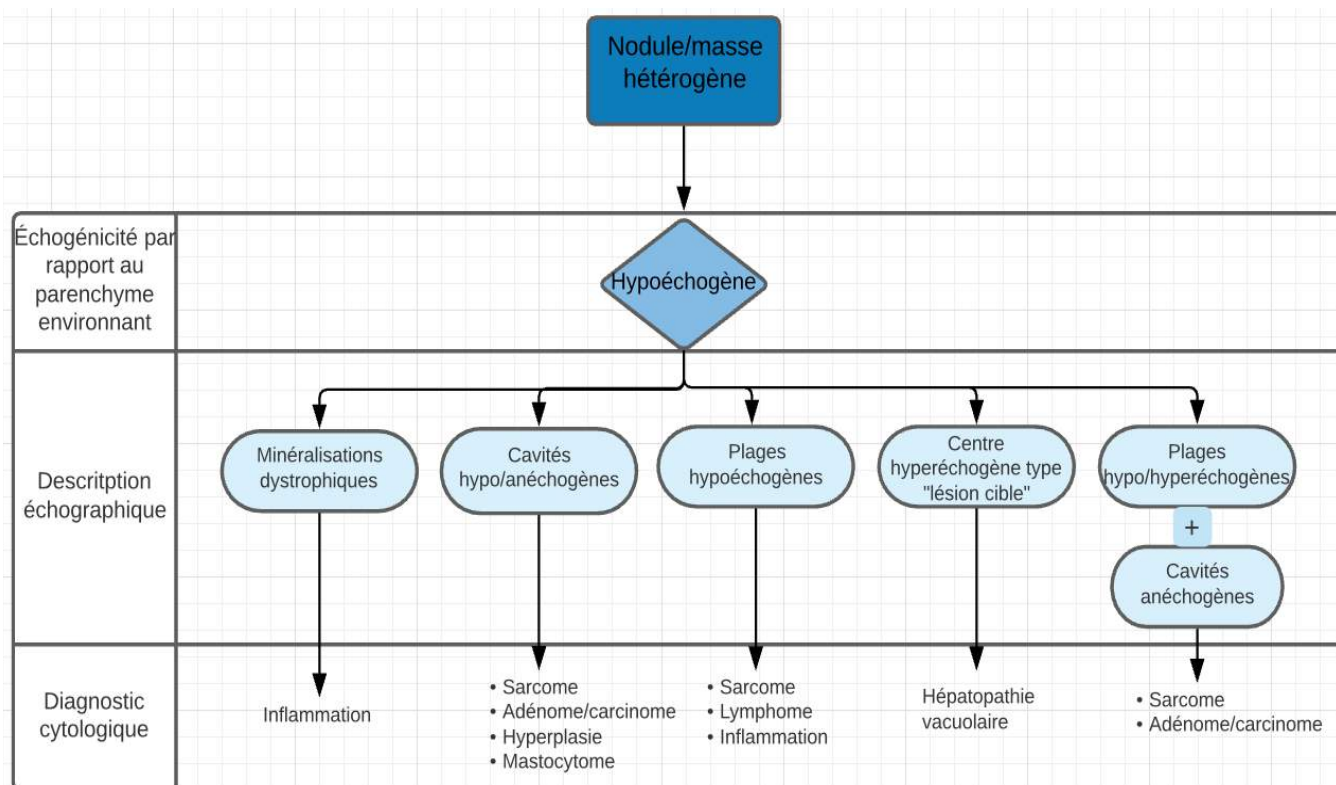 Nodule/masse
hétérogène
Échogénicité par
rapport au
parenchyme
environnant
Hypoéchogène
Descritption
échographique
Minéralisations
dystrophiques
Cavités
hypo/anéchogènes
Plages
hypoéchogènes
Centre
hyperéchogène type
"lésion cible"
Plages
hypo/hyperéchogènes
+
Cavités
anéchogènes
Diagnostic
cytologique
Inflammation
• Sarcome
• Adénome/carcinome
• Hyperplasie
• Mastocytome
• Sarcome
• Lymphome
• Inflammation
Hépatopathie
vacuolaire
• Sarcome
• Adénome/carcinome